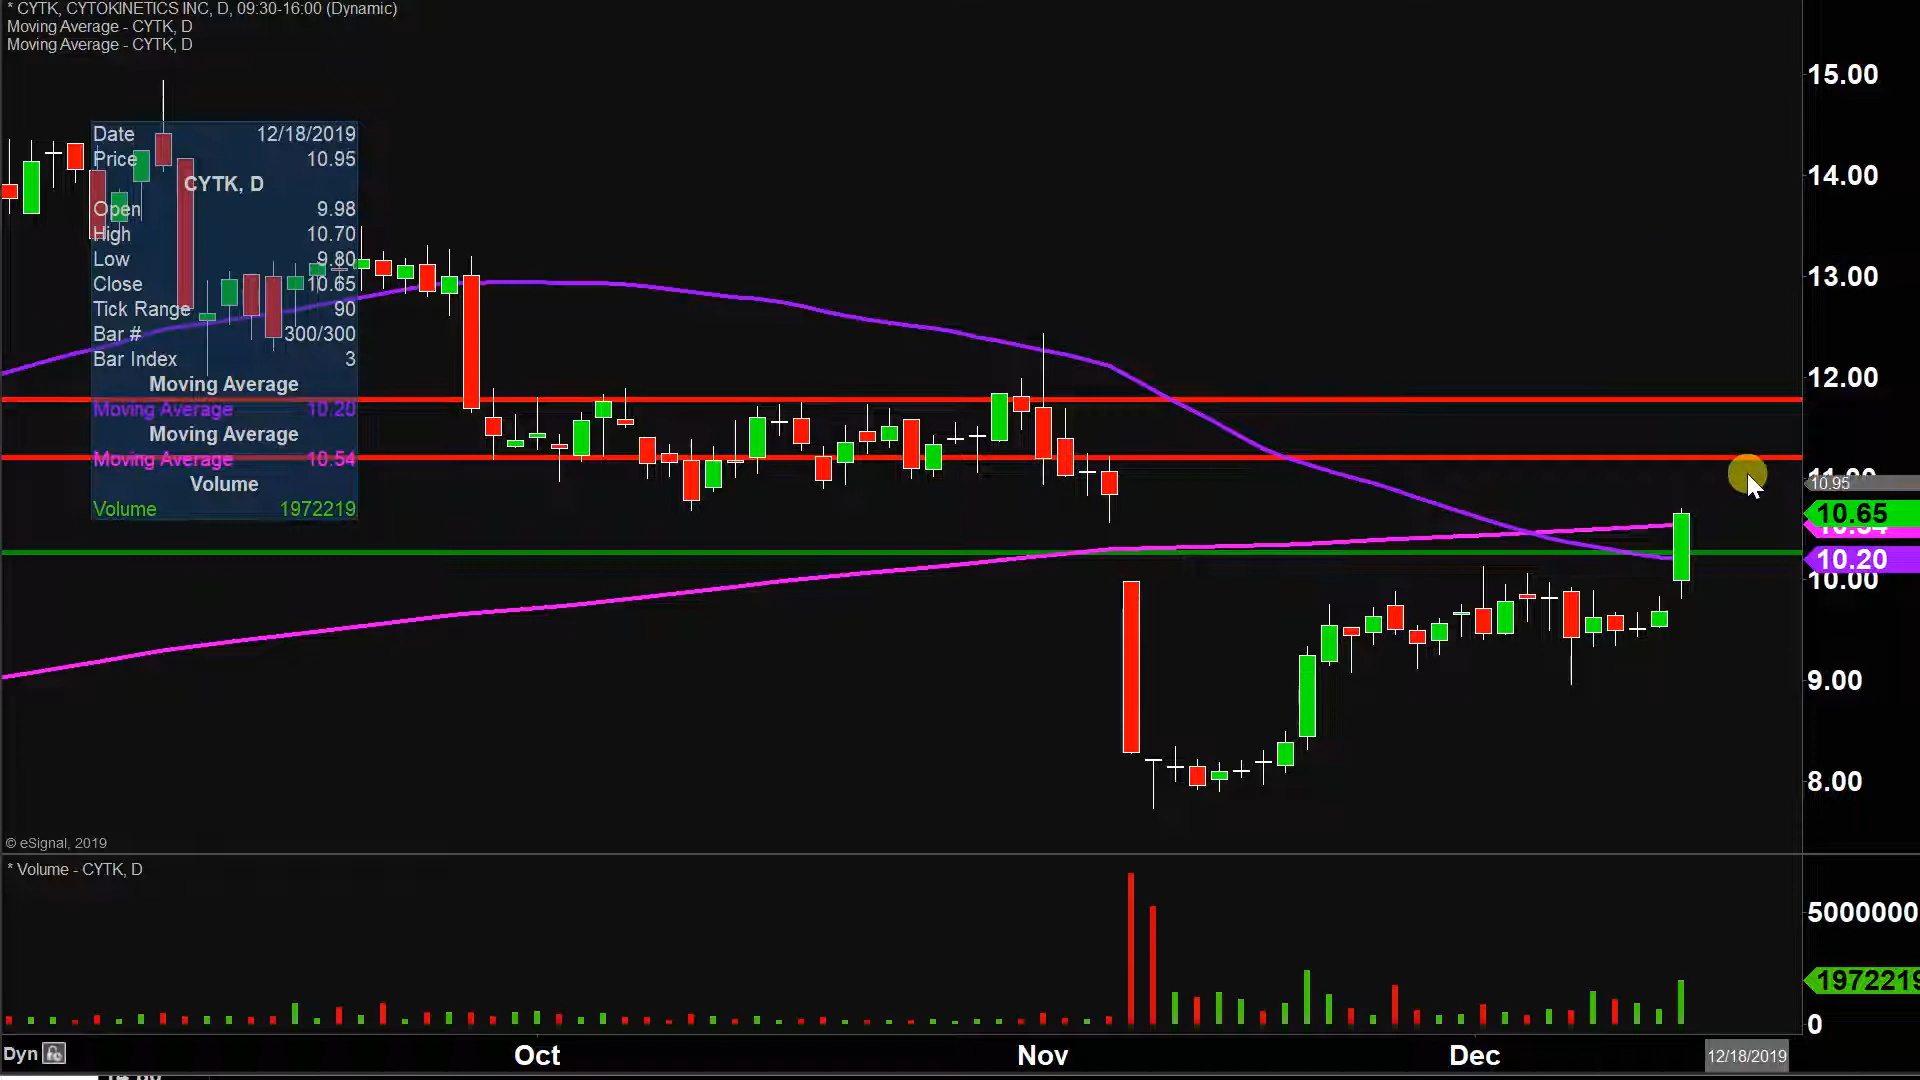 * CYTK, CYTOKINETICS INC, D, 09:30-16:00 (Dynamic)
Moving Average - CYTK, D
Moving Average - CYTK, D
Date 12/18/2019
Price 10.95
CYTK, D
Open 9.98
High 10.70
Low 9.80
Close 10.65
Tick Range 90
Bar # 300/300
Bar Index 3
Moving Average
Moving Average 10.20
Moving Average
Moving Average 10.54
Volume
Volume 1972219
15.00
14.00
13.00
12.00
11.00
10.95
10.65
10.54
10.20
10.00
9.00
8.00
© eSignal, 2019
* Volume - CYTK, D
5000000
1972219
0
Dyn
Oct
Nov
Dec
12/18/2019